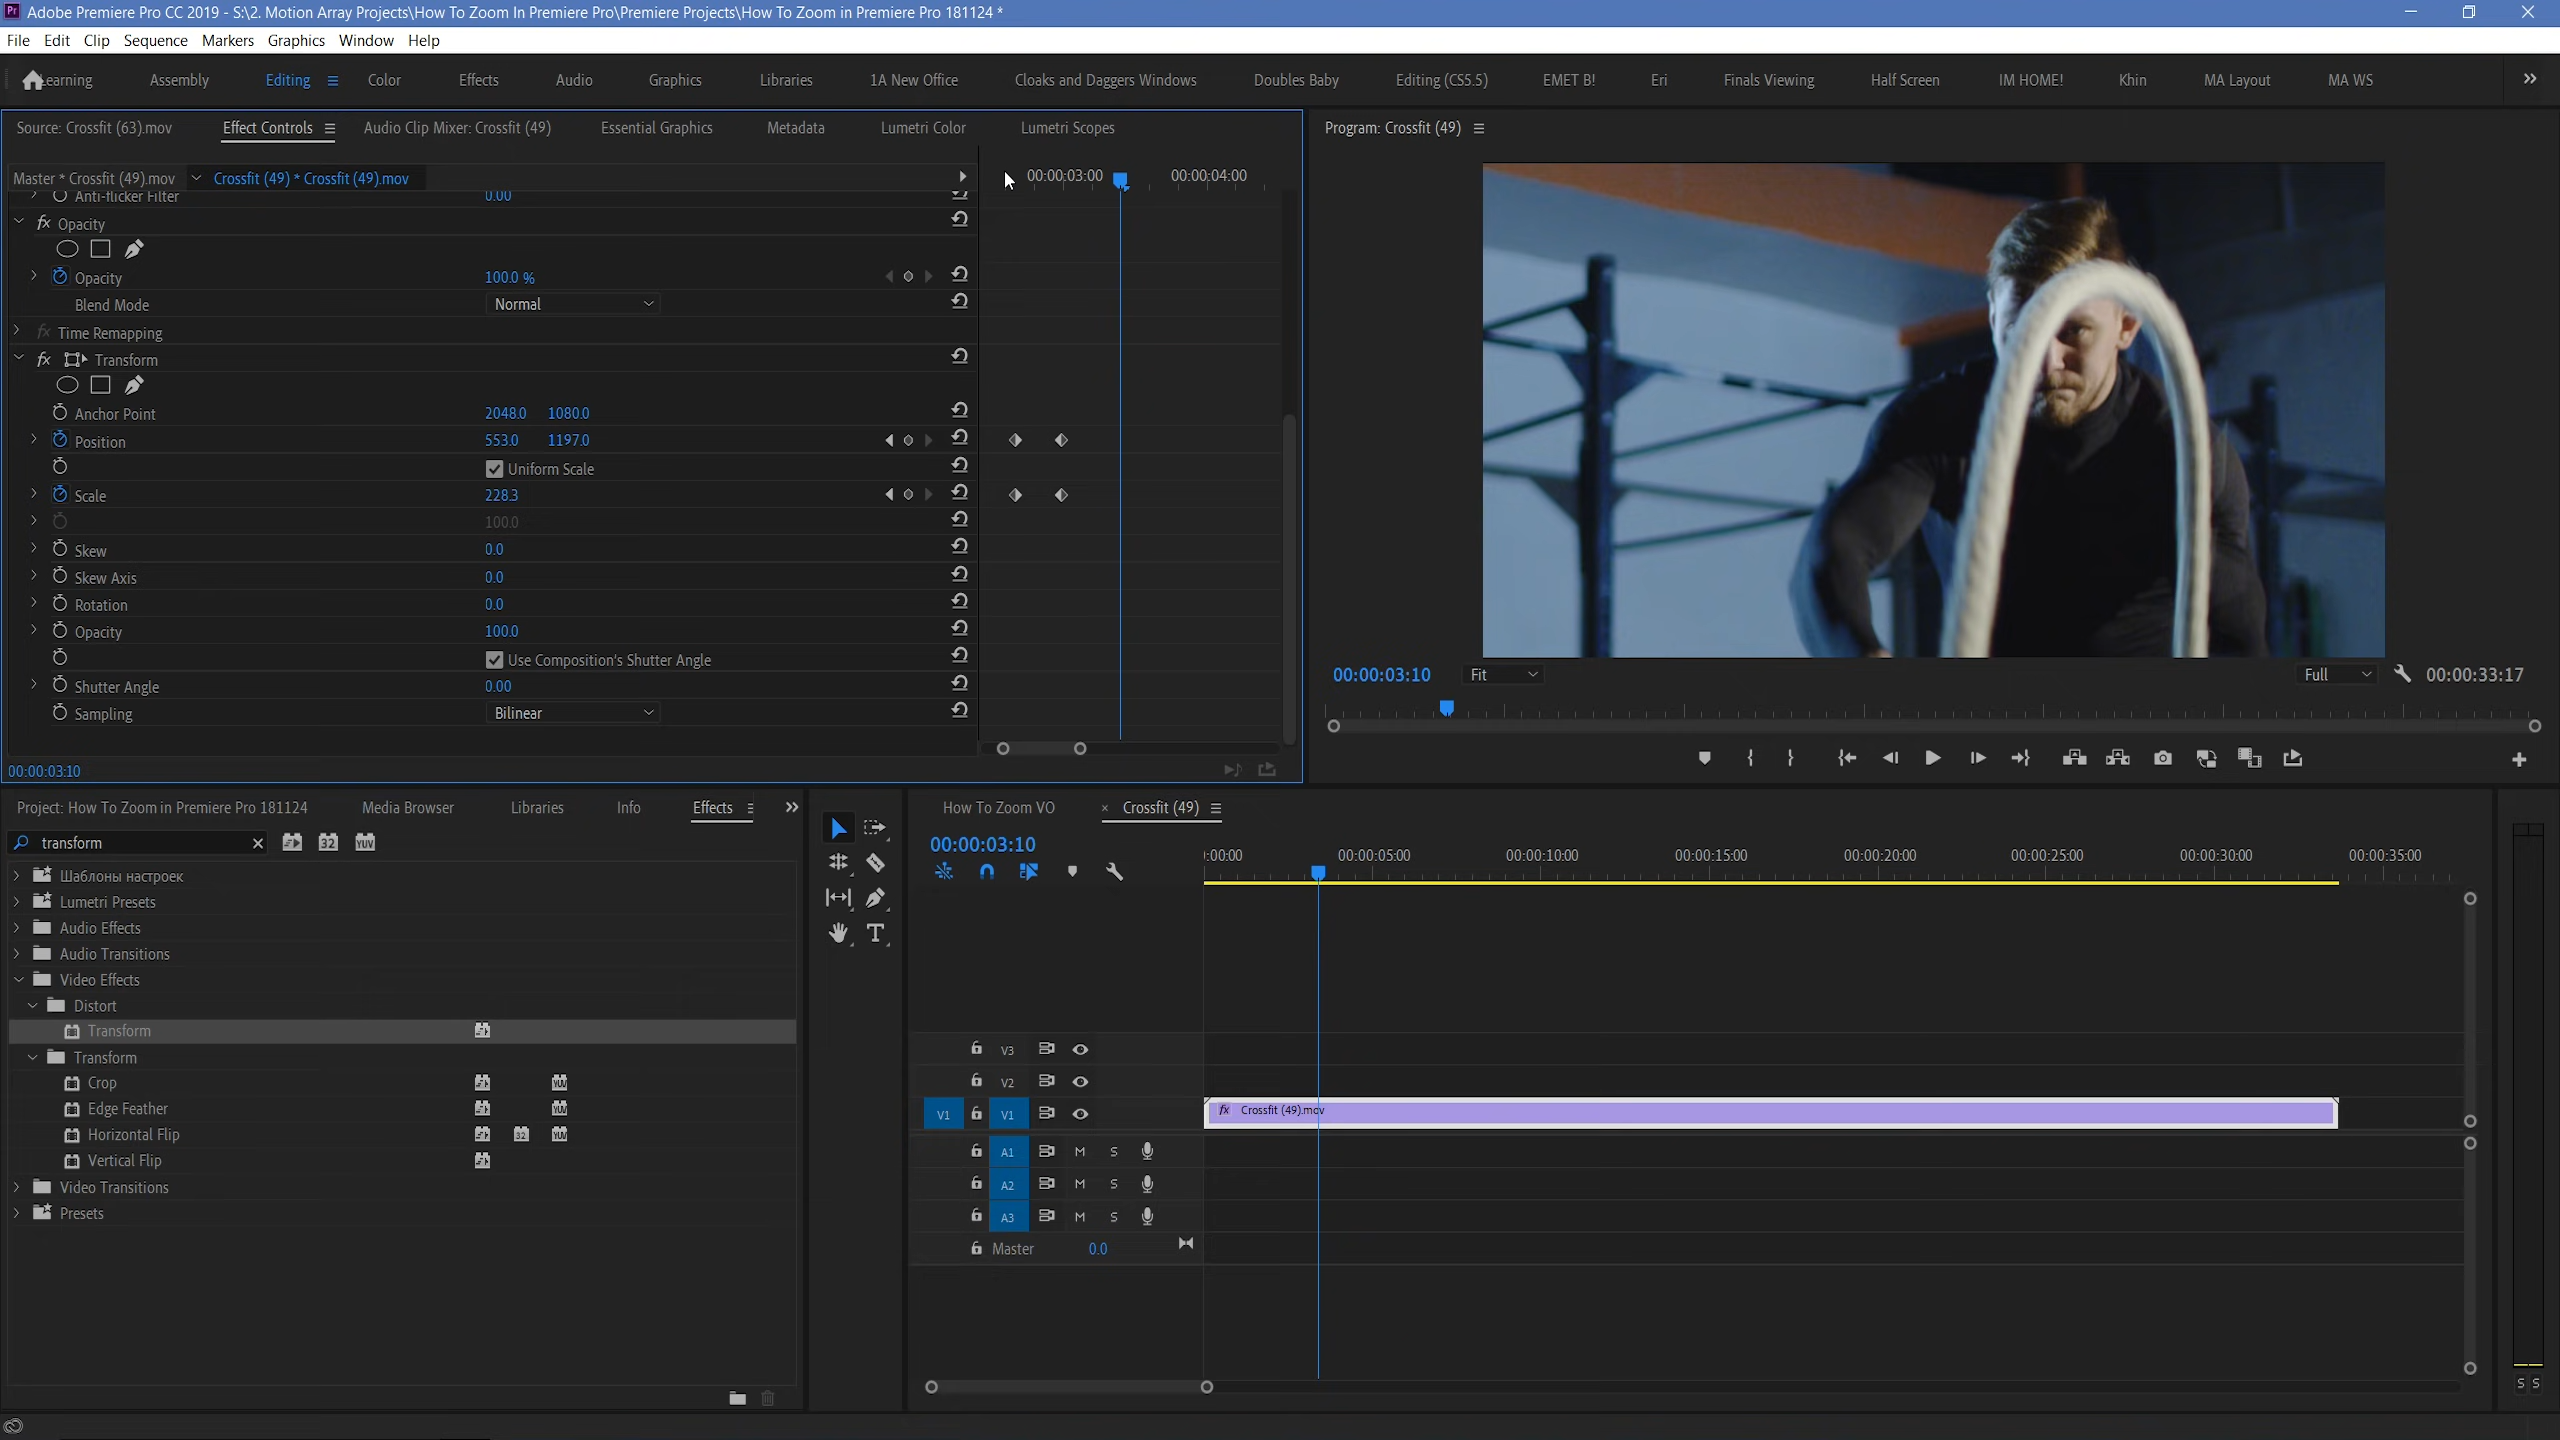 Adobe Premiere Pro CC 2019 - S:\2. Motion Array Projects\How To Zoom In Premiere Pro\Premiere Projects\How To Zoom in Premiere Pro 181124 *
File Edit Clip Sequence Markers Graphics Window Help
Learning Assembly Editing Color Effects Audio Graphics Libraries 1A New Office Cloaks and Daggers Windows Doubles Baby Editing (CS5.5) EMET B! Eri Finals Viewing Half Screen IM HOME! Khin MA Layout MA WS
Source: Crossfit (63).mov Effect Controls Audio Clip Mixer: Crossfit (49) Essential Graphics Metadata Lumetri Color Lumetri Scopes
Master * Crossfit (49).mov Crossfit (49) * Crossfit (49).mov
00:00:03:00 00:00:04:00
Anti-flicker Filter 0.00
fx Opacity
Opacity 100.0 %
Blend Mode Normal
fx Time Remapping
fx Transform
Anchor Point 2048.0 1080.0
Position 553.0 1197.0
Uniform Scale
Scale 228.3
100.0
Skew 0.0
Skew Axis 0.0
Rotation 0.0
Opacity 100.0
Use Composition's Shutter Angle
Shutter Angle 0.00
Sampling Bilinear
00:00:03:10
Program: Crossfit (49)
00:00:03:10 Fit Full 00:00:33:17
Project: How To Zoom in Premiere Pro 181124 Media Browser Libraries Info Effects
transform 32 YUV
Шаблоны настроек
Lumetri Presets
Audio Effects
Audio Transitions
Video Effects
Distort
Transform
Transform
Crop YUV
Edge Feather YUV
Horizontal Flip 32 YUV
Vertical Flip
Video Transitions
Presets
How To Zoom VO × Crossfit (49)
00:00:03:10
:00:00 00:00:05:00 00:00:10:00 00:00:15:00 00:00:20:00 00:00:25:00 00:00:30:00 00:00:35:00
V3
V2
V1 V1
fx Crossfit (49).mov
A1 M S
A2 M S
A3 M S
Master 0.0
S S